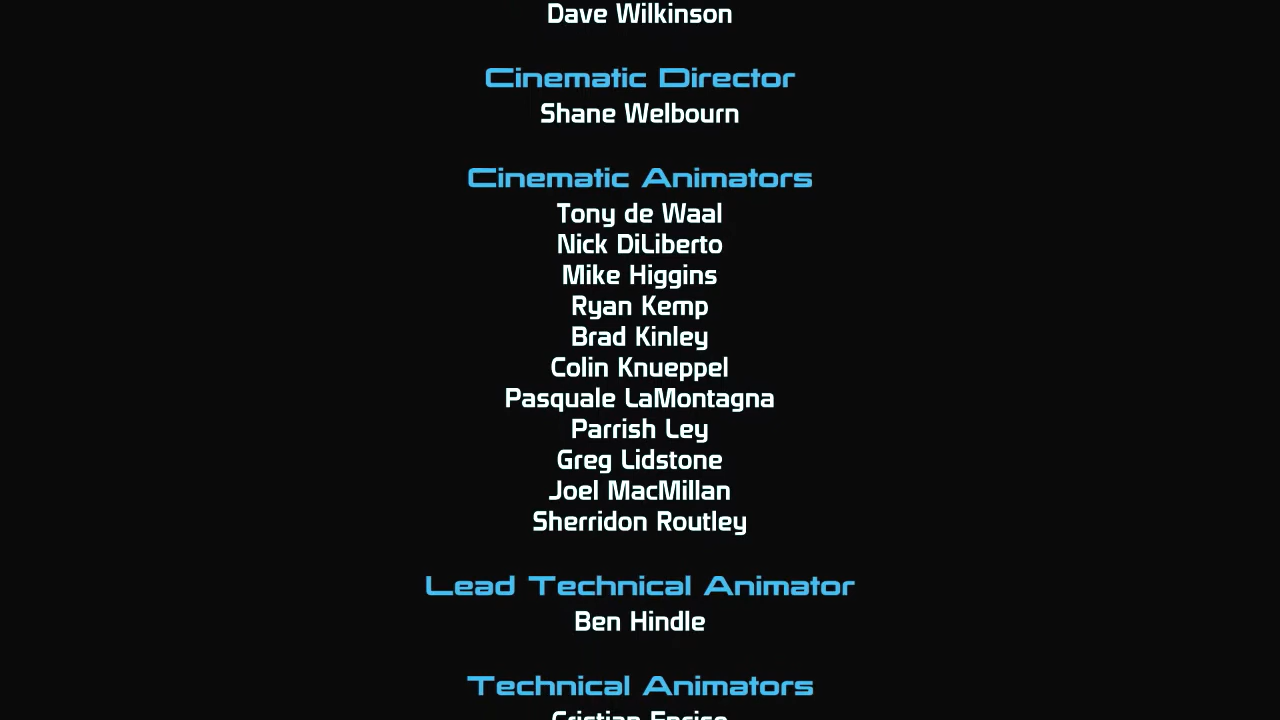 Dave Wilkinson
Cinematic Director
Shane Welbourn
Cinematic Animators
Tony de Waal
Nick DiLiberto
Mike Higgins
Ryan Kemp
Brad Kinley
Colin Knueppel
Pasquale LaMontagna
Parrish Ley
Greg Lidstone
Joel MacMillan
Sherridon Routley
Lead Technical Animator
Ben Hindle
Technical Animators
Cristian Enciso